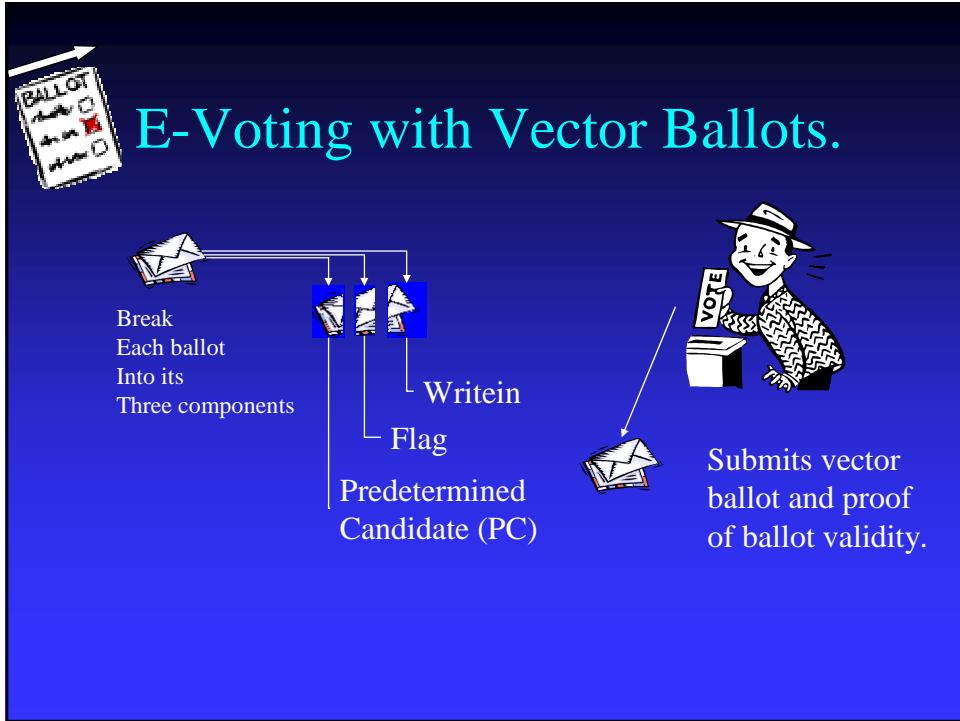 BALLOT
E-Voting with Vector Ballots.
VOTE
Break
Each ballot
Into its
Three components
Writein
Flag
Predetermined
Candidate (PC)
Submits vector
ballot and proof
of ballot validity.